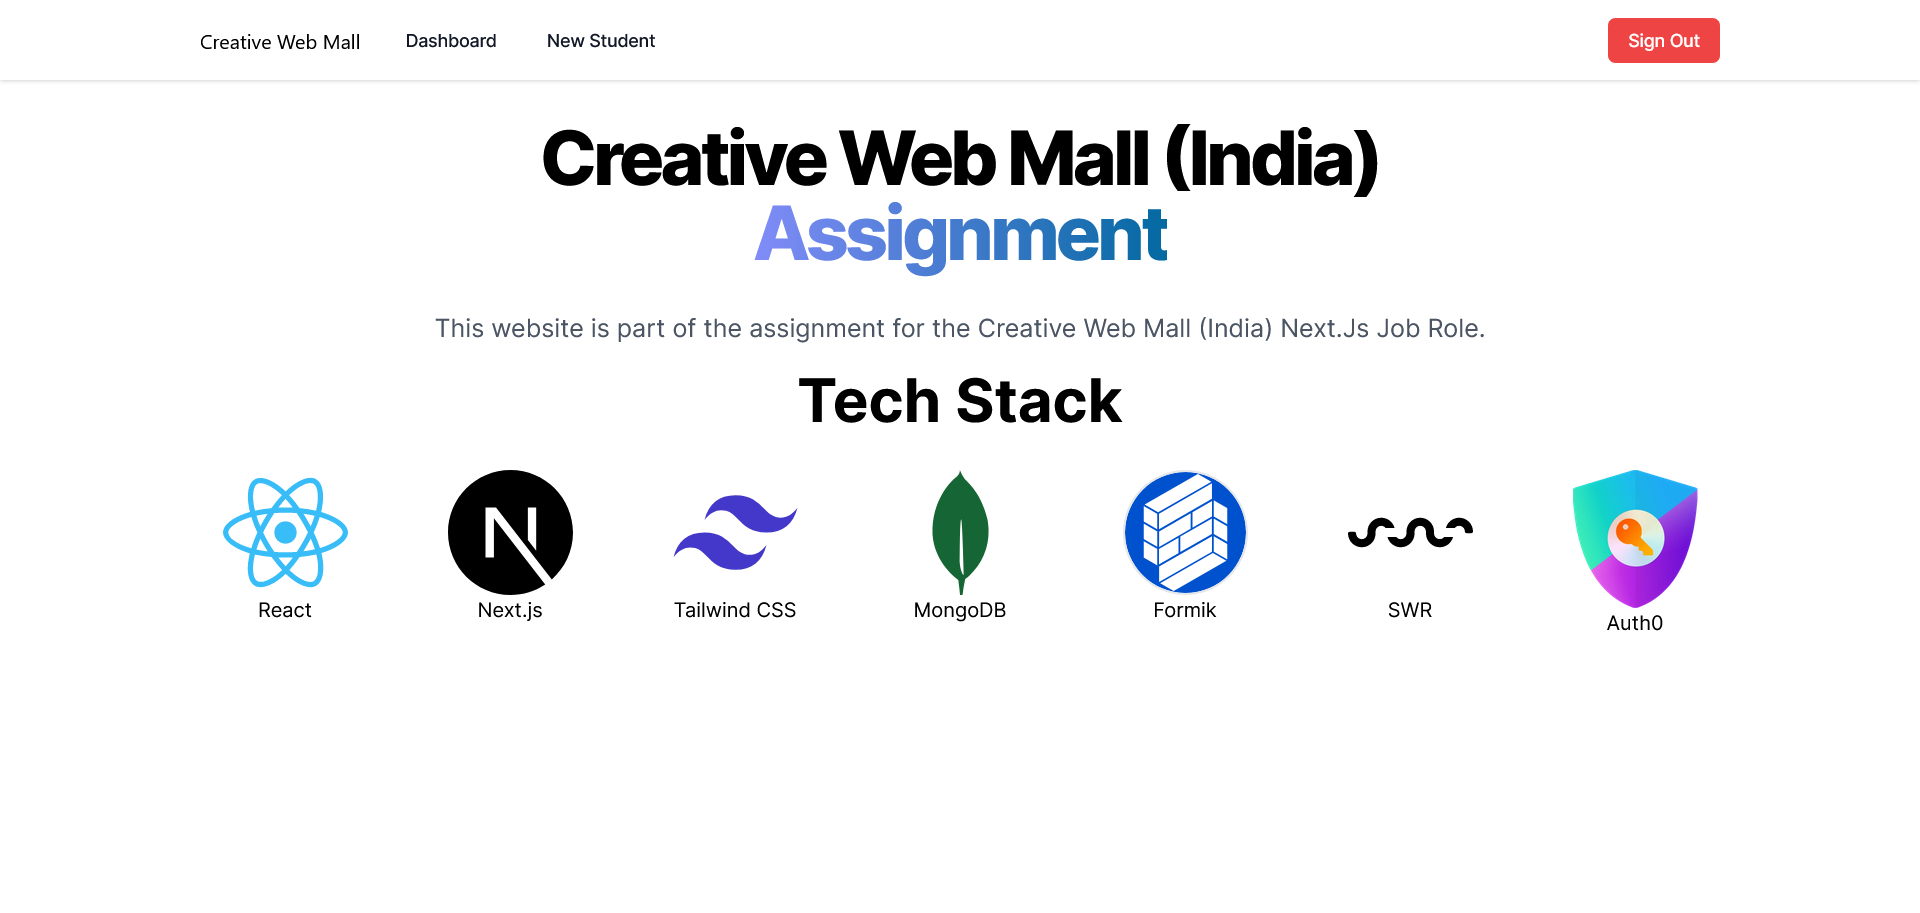 Creative Web Mall Dashboard New Student Sign Out
Creative Web Mall (India)
Assignment
This website is part of the assignment for the Creative Web Mall (India) Next.Js Job Role.
Tech Stack
React Next.js Tailwind CSS MongoDB Formik SWR Auth0